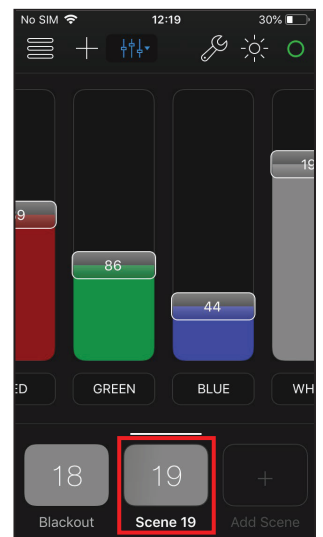 No SIM 12:19 30%
9 86 44 19
ED GREEN BLUE WH
18 19 +
Blackout Scene 19 Add Scene